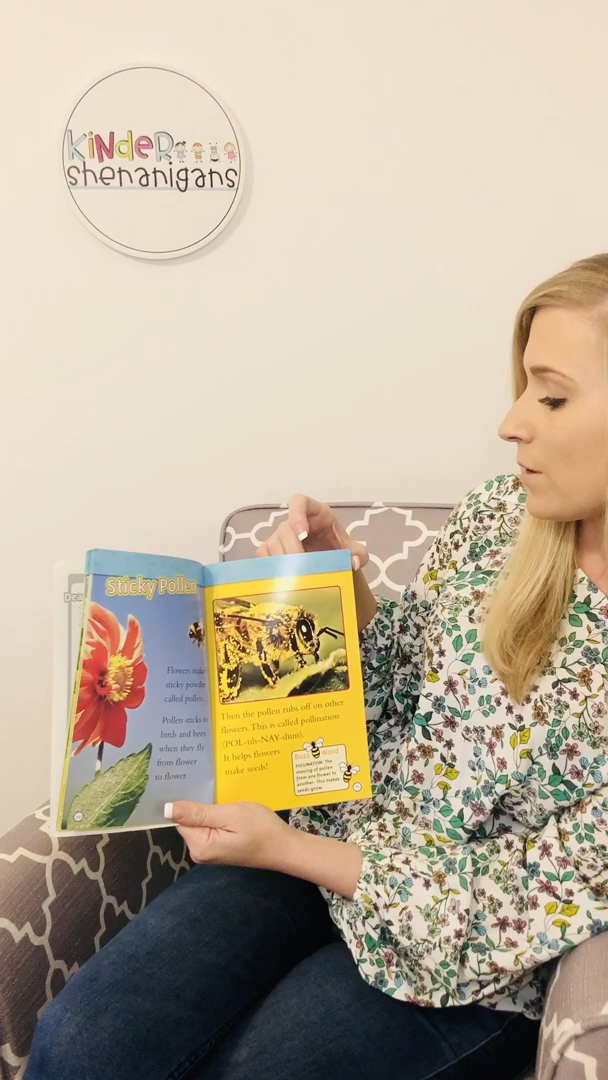 KiNdeR
shenanigans
Sticky Pollen
Flowers make
sticky powder
called pollen.
Pollen sticks to
birds and bees
when they fly
from flower
to flower.
Then the pollen rubs off on other
flowers. This is called pollination
(POL-uh-NAY-shun).
It helps flowers
make seeds!
Buzz Word
POLLINATION: The
moving of pollen
from one flower to
another. This makes
seeds grow.